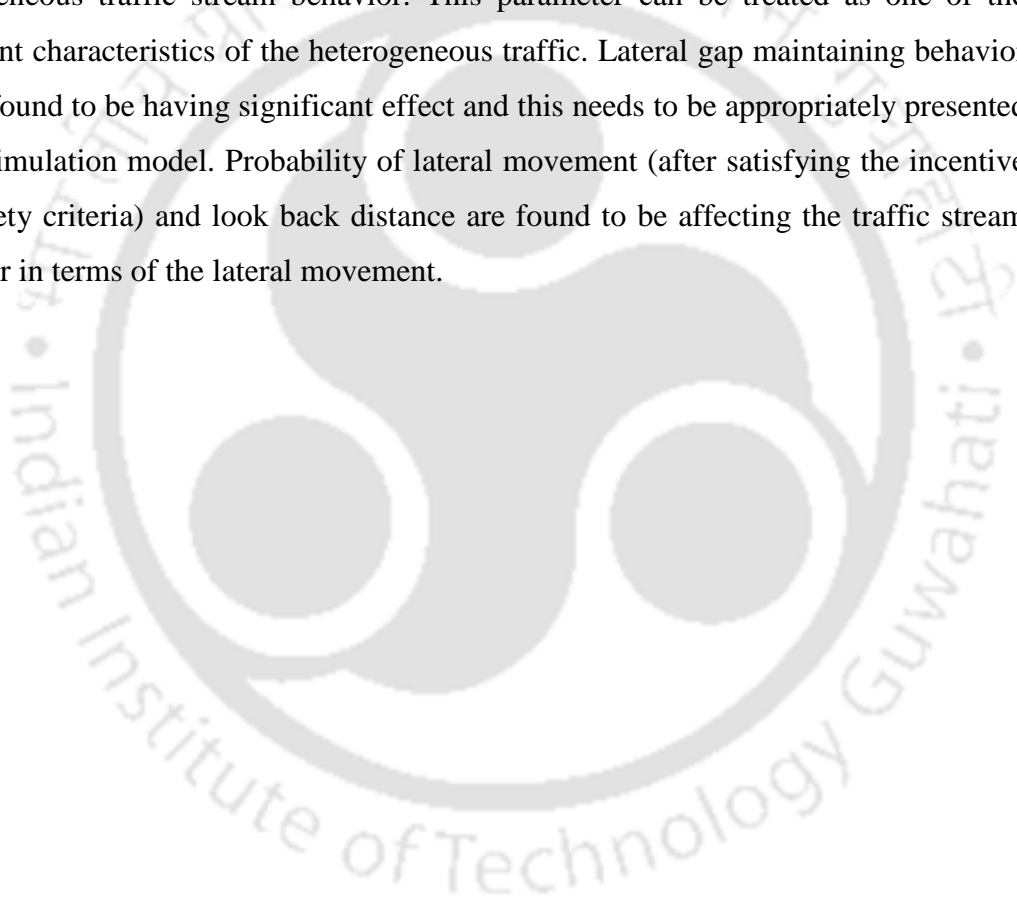 eneous traffic stream behavior. This parameter can be treated as one of the
nt characteristics of the heterogeneous traffic. Lateral gap maintaining behavior
ound to be having significant effect and this needs to be appropriately presented
imulation model. Probability of lateral movement (after satisfying the incentive
ety criteria) and look back distance are found to be affecting the traffic stream
r in terms of the lateral movement.
• Indian Institute of Technology Guwahati •